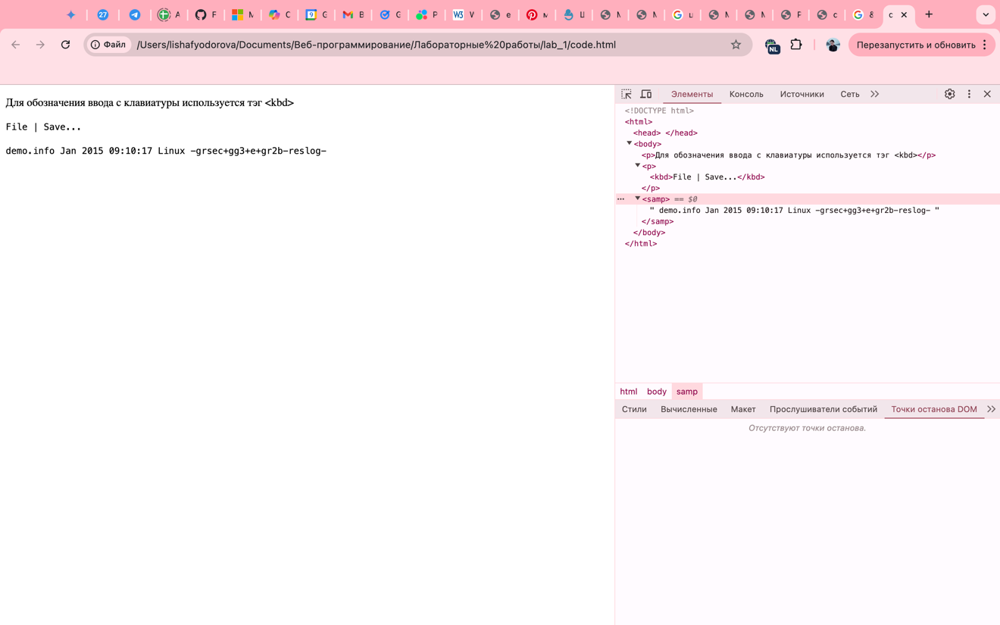 27
A
F
M
C
9 G
B
G
P
W3 W
e
м
Ц
M
M
G ц
M
M
F
c
G &
c
Файл /Users/lishafyodorova/Documents/Веб-программирование/Лабораторные%20работы/lab_1/code.html NL Перезапустить и обновить
Для обозначения ввода с клавиатуры используется тэг <kbd>
File | Save...
demo.info Jan 2015 09:10:17 Linux -grsec+gg3+e+gr2b-reslog-
Элементы Консоль Источники Сеть
<!DOCTYPE html>
<html>
<head> </head>
<body>
<p>Для обозначения ввода с клавиатуры используется тэг <kbd></p>
<p>
<kbd>File | Save...</kbd>
</p>
<samp> == $0
" demo.info Jan 2015 09:10:17 Linux -grsec+gg3+e+gr2b-reslog- "
</samp>
</body>
</html>
html body samp
Стили Вычисленные Макет Прослушиватели событий Точки останова DOM
Отсутствуют точки останова.